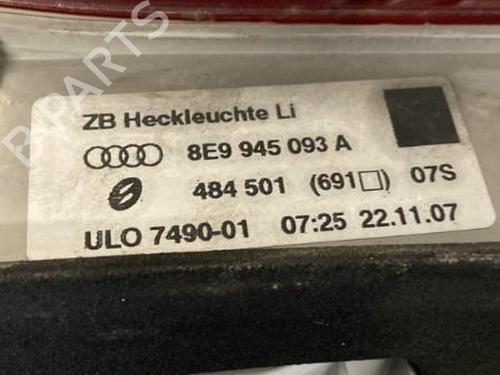 B-PARTS
ZB Heckleuchte Li
8E9 945 093 A
484 501 (691□) 07S
ULO 7490-01 07:25 22.11.07